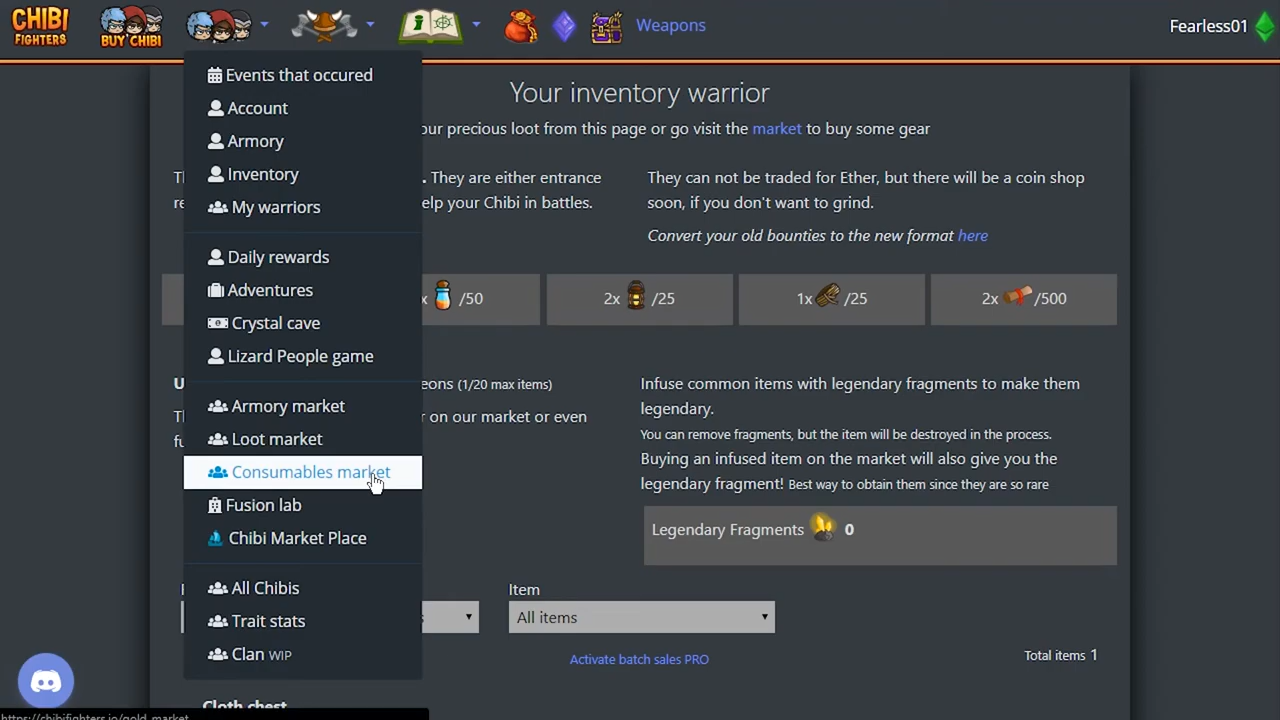 CHIBI
FIGHTERS
BUY CHIBI
Weapons
Fearless01
Events that occured
Account
Armory
Inventory
My warriors
Daily rewards
Adventures
Crystal cave
Lizard People game
Armory market
Loot market
Consumables market
Fusion lab
Chibi Market Place
All Chibis
Trait stats
Clan WIP
Your inventory warrior
our precious loot from this page or go visit the market to buy some gear
. They are either entrance
elp your Chibi in battles.
They can not be traded for Ether, but there will be a coin shop
soon, if you don't want to grind.
Convert your old bounties to the new format here
x /50
2x /25
1x /25
2x /500
eons (1/20 max items)
r on our market or even
Infuse common items with legendary fragments to make them
legendary.
You can remove fragments, but the item will be destroyed in the process.
Buying an infused item on the market will also give you the
legendary fragment! Best way to obtain them since they are so rare
Legendary Fragments 0
Item
All items
Activate batch sales PRO
Total items 1
Cloth chest
https://chibifighters.io/gold_market